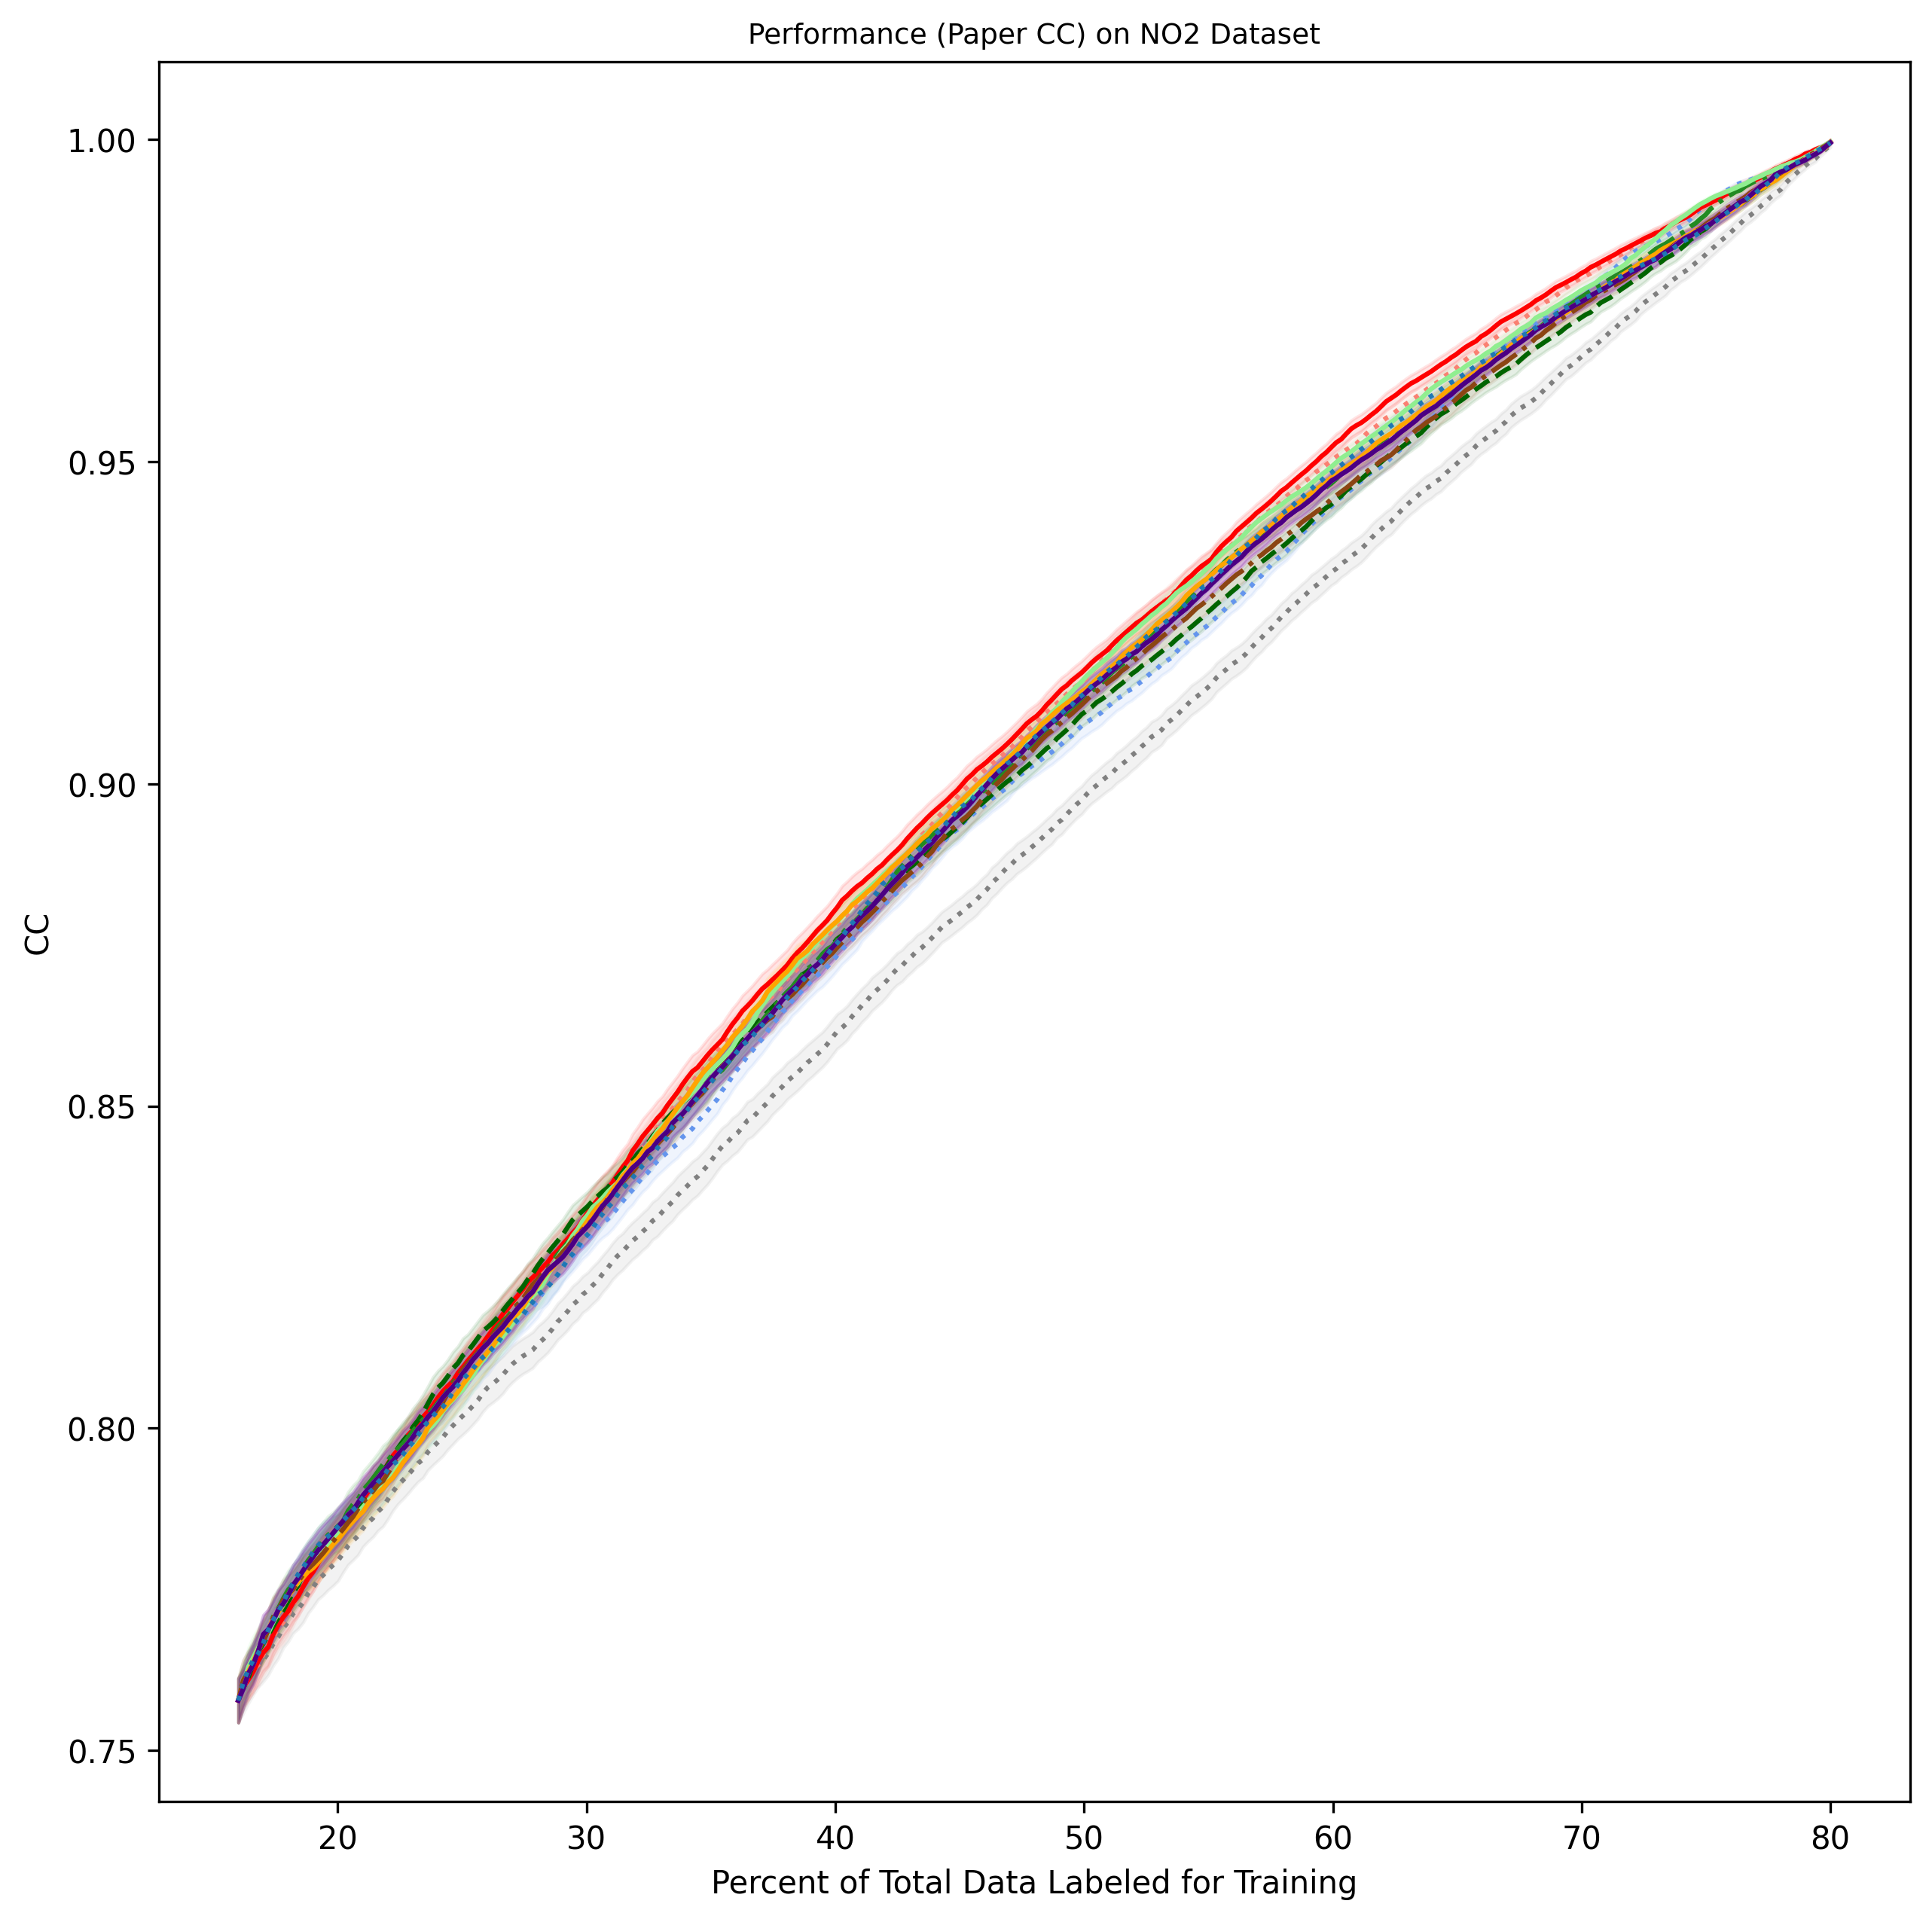 Performance (Paper CC) on NO2 Dataset
1.00
0.95
0.90
0.85
0.80
0.75
CC
20 30 40 50 60 70 80
Percent of Total Data Labeled for Training